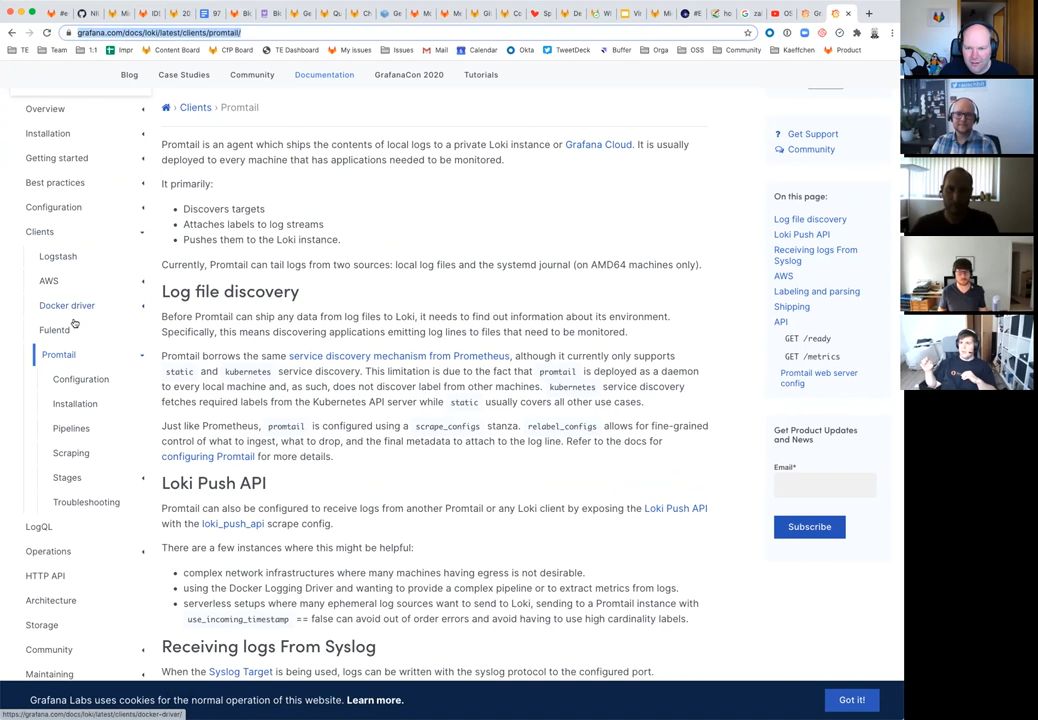 grafana.com/docs/loki/latest/clients/promtail/
TE
Team
1:1
Impr
Content Board
CfP Board
TE Dashboard
My issues
Issues
Mail
Calendar
Okta
TweetDeck
Buffer
Orga
OSS
Community
Kaeffchen
Product
Blog
Case Studies
Community
Documentation
GrafanaCon 2020
Tutorials
Overview
Installation
Getting started
Best practices
Configuration
Clients
Logstash
AWS
Docker driver
Fulentd
Promtail
Configuration
Installation
Pipelines
Scraping
Stages
Troubleshooting
LogQL
Operations
HTTP API
Architecture
Storage
Community
Maintaining
› Clients › Promtail
Promtail is an agent which ships the contents of local logs to a private Loki instance or Grafana Cloud. It is usually
deployed to every machine that has applications needed to be monitored.
It primarily:
• Discovers targets
• Attaches labels to log streams
• Pushes them to the Loki instance.
Currently, Promtail can tail logs from two sources: local log files and the systemd journal (on AMD64 machines only).
Log file discovery
Before Promtail can ship any data from log files to Loki, it needs to find out information about its environment.
Specifically, this means discovering applications emitting log lines to files that need to be monitored.
Promtail borrows the same service discovery mechanism from Prometheus, although it currently only supports
static and kubernetes service discovery. This limitation is due to the fact that promtail is deployed as a daemon
to every local machine and, as such, does not discover label from other machines. kubernetes service discovery
fetches required labels from the Kubernetes API server while static usually covers all other use cases.
Just like Prometheus, promtail is configured using a scrape_configs stanza. relabel_configs allows for fine-grained
control of what to ingest, what to drop, and the final metadata to attach to the log line. Refer to the docs for
configuring Promtail for more details.
Loki Push API
Promtail can also be configured to receive logs from another Promtail or any Loki client by exposing the Loki Push API
with the loki_push_api scrape config.
There are a few instances where this might be helpful:
• complex network infrastructures where many machines having egress is not desirable.
• using the Docker Logging Driver and wanting to provide a complex pipeline or to extract metrics from logs.
• serverless setups where many ephemeral log sources want to send to Loki, sending to a Promtail instance with
use_incoming_timestamp == false can avoid out of order errors and avoid having to use high cardinality labels.
Receiving logs From Syslog
When the Syslog Target is being used, logs can be written with the syslog protocol to the configured port.
? Get Support
Community
On this page:
Log file discovery
Loki Push API
Receiving logs From
Syslog
AWS
Labeling and parsing
Shipping
API
GET /ready
GET /metrics
Promtail web server
config
Get Product Updates
and News
Email*
Subscribe
Grafana Labs uses cookies for the normal operation of this website. Learn more.
Got it!
https://grafana.com/docs/loki/latest/clients/docker-driver/